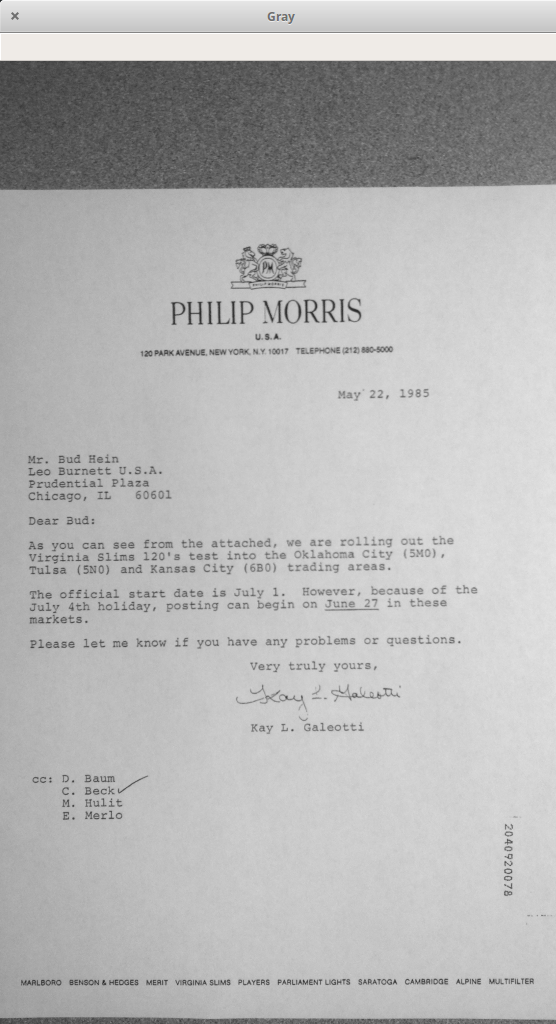 Gray
PM
PHILIP MORRIS
U.S.A.
120 PARK AVENUE, NEW YORK, N.Y. 10017 TELEPHONE (212) 880-5000
May 22, 1985
Mr. Bud Hein
Leo Burnett U.S.A.
Prudential Plaza
Chicago, IL 60601
Dear Bud:
As you can see from the attached, we are rolling out the
Virginia Slims 120's test into the Oklahoma City (5M0),
Tulsa (5N0) and Kansas City (6B0) trading areas.
The official start date is July 1. However, because of the
July 4th holiday, posting can begin on June 27 in these
markets.
Please let me know if you have any problems or questions.
Very truly yours,
Kay L. Galeotti
Kay L. Galeotti
cc: D. Baum
C. Beck
M. Hulit
E. Merlo
2040920078
MARLBORO BENSON & HEDGES MERIT VIRGINIA SLIMS PLAYERS PARLIAMENT LIGHTS SARATOGA CAMBRIDGE ALPINE MULTIFILTER